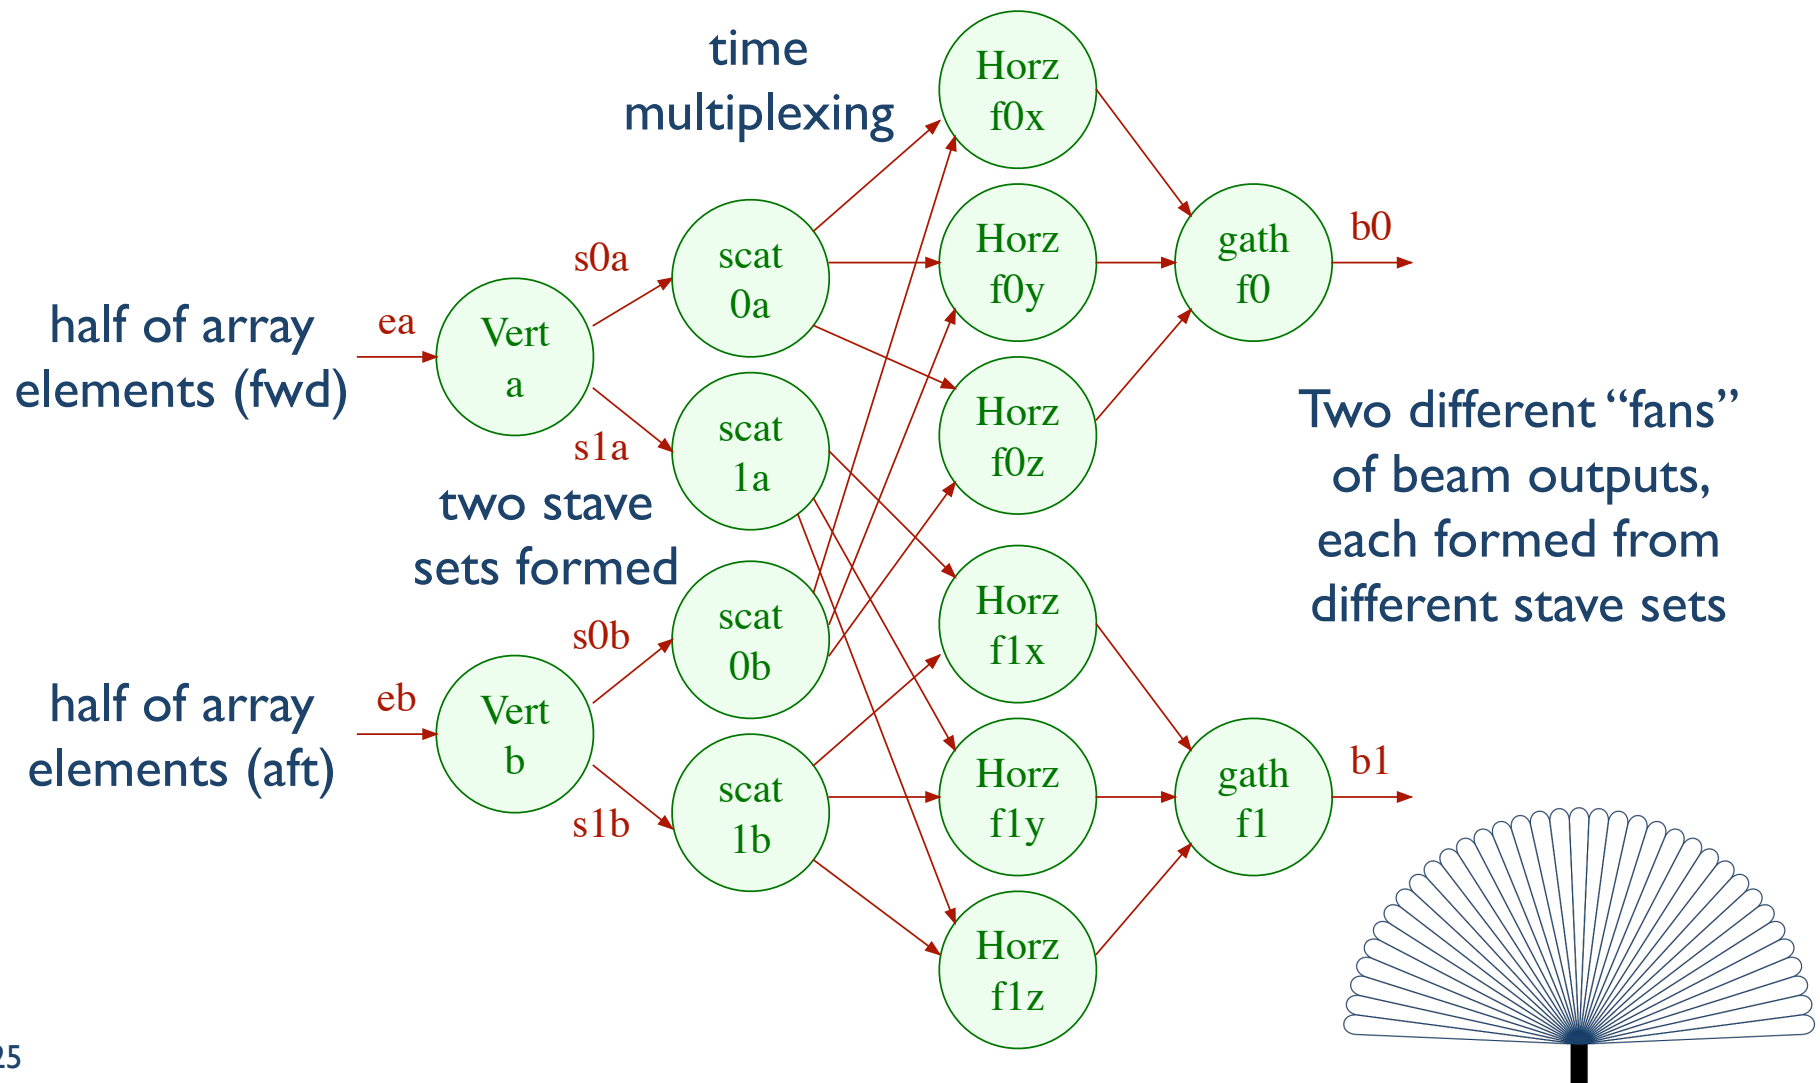 time
multiplexing
Horz
f0x
Horz
f0y
Horz
f0z
Horz
f1x
Horz
f1y
Horz
f1z
scat
0a
scat
1a
scat
0b
scat
1b
s0a
s1a
s0b
s1b
half of array
elements (fwd)
ea
Vert
a
two stave
sets formed
half of array
elements (aft)
eb
Vert
b
gath
f0
b0
gath
f1
b1
Two different “fans”
of beam outputs,
each formed from
different stave sets
25